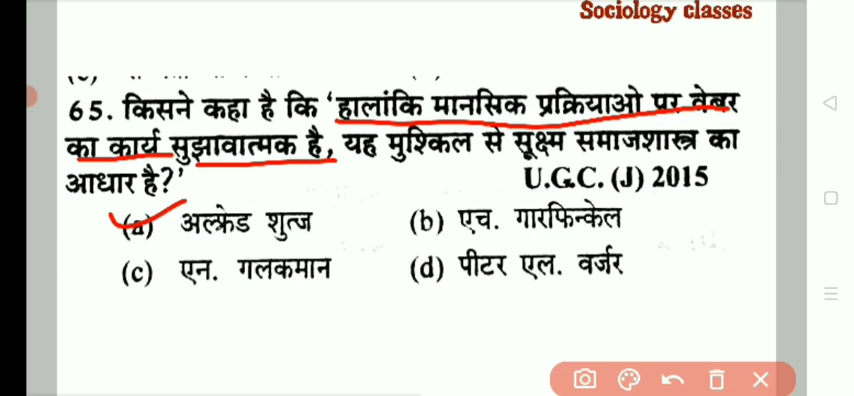 Sociology classes
65. किसने कहा है कि 'हालांकि मानसिक प्रक्रियाओ पर वेबर
का कार्य सुझावात्मक है, यह मुश्किल से सूक्ष्म समाजशास्त्र का
आधार है?' U.G.C. (J) 2015
(a) अल्फ्रेड शुत्ज (b) एच. गारफिन्केल
(c) एन. गलकमान (d) पीटर एल. वर्जर